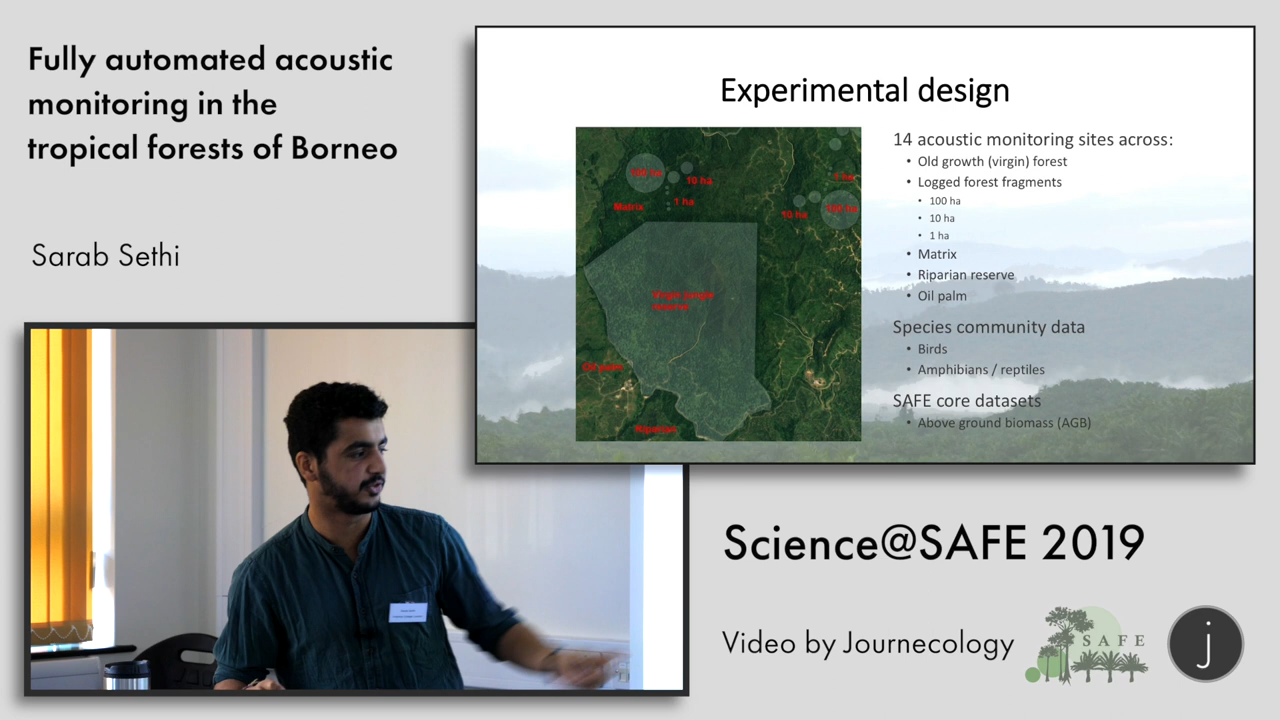 Fully automated acoustic
monitoring in the
tropical forests of Borneo
Sarab Sethi
Experimental design
100 ha
10 ha
1 ha
Matrix
1 ha
10 ha
100 ha
Virgin jungle
reserve
Oil palm
Riparian
14 acoustic monitoring sites across:
• Old growth (virgin) forest
• Logged forest fragments
• 100 ha
• 10 ha
• 1 ha
• Matrix
• Riparian reserve
• Oil palm
Species community data
• Birds
• Amphibians / reptiles
SAFE core datasets
• Above ground biomass (AGB)
Science@SAFE 2019
Video by Journecology
SAFE
j